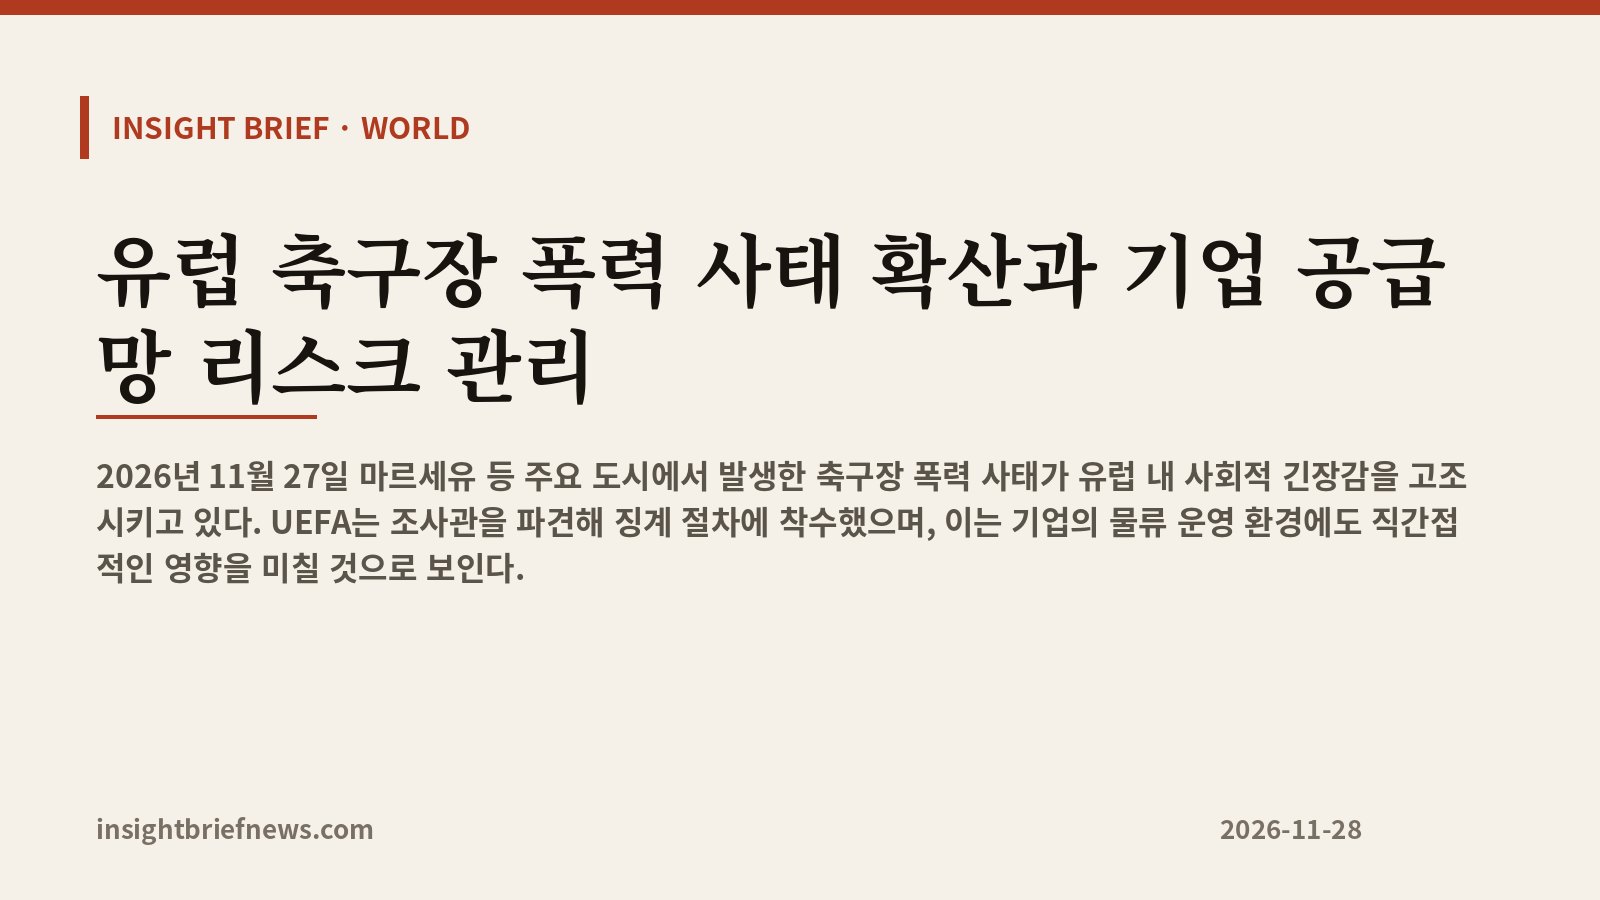 INSIGHT BRIEF · WORLD
유럽 축구장 폭력 사태 확산과 기업 공급
망 리스크 관리
2026년 11월 27일 마르세유 등 주요 도시에서 발생한 축구장 폭력 사태가 유럽 내 사회적 긴장감을 고조
시키고 있다. UEFA는 조사관을 파견해 징계 절차에 착수했으며, 이는 기업의 물류 운영 환경에도 직간접
적인 영향을 미칠 것으로 보인다.
insightbriefnews.com
2026-11-28